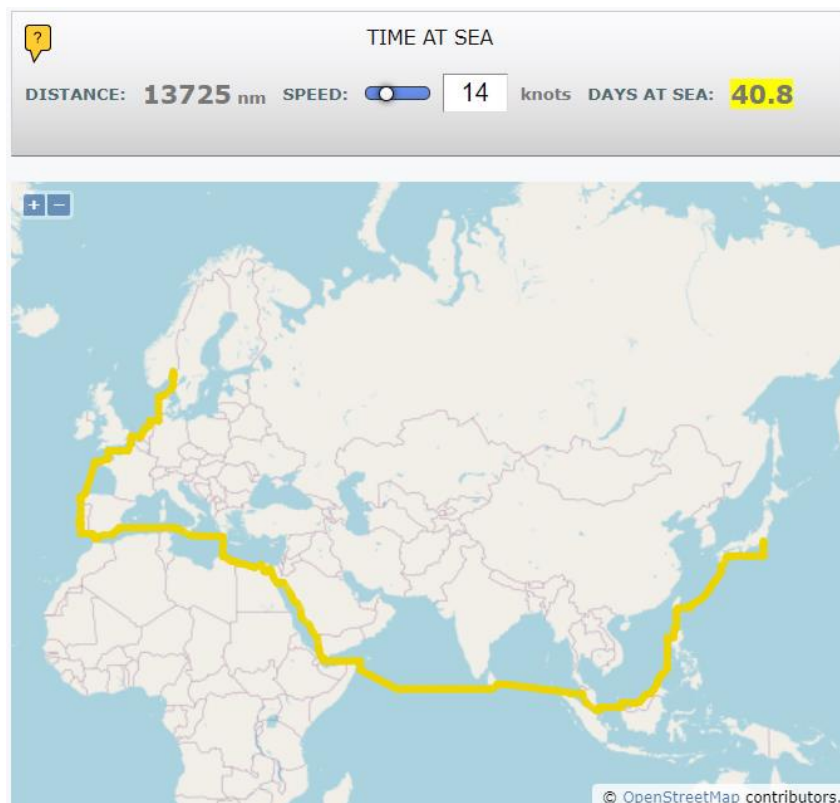 ?
TIME AT SEA
DISTANCE: 13725 nm SPEED: 14 knots DAYS AT SEA: 40.8
+ −
© OpenStreetMap contributors.